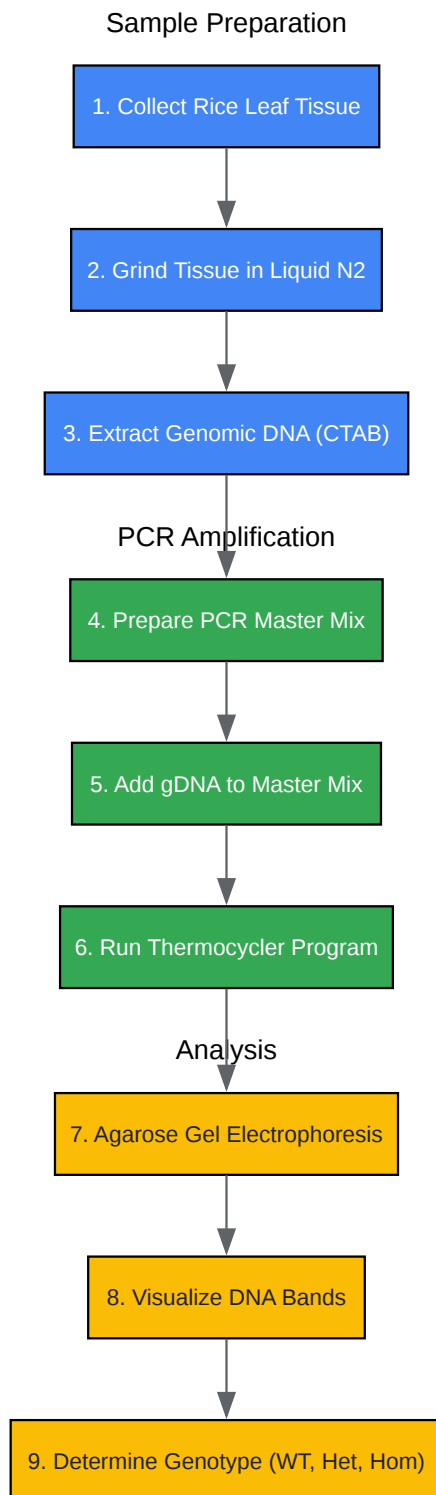 Sample Preparation
1. Collect Rice Leaf Tissue
2. Grind Tissue in Liquid N2
3. Extract Genomic DNA (CTAB)
PCR Amplification
4. Prepare PCR Master Mix
5. Add gDNA to Master Mix
6. Run Thermocycler Program
Analysis
7. Agarose Gel Electrophoresis
8. Visualize DNA Bands
9. Determine Genotype (WT, Het, Hom)